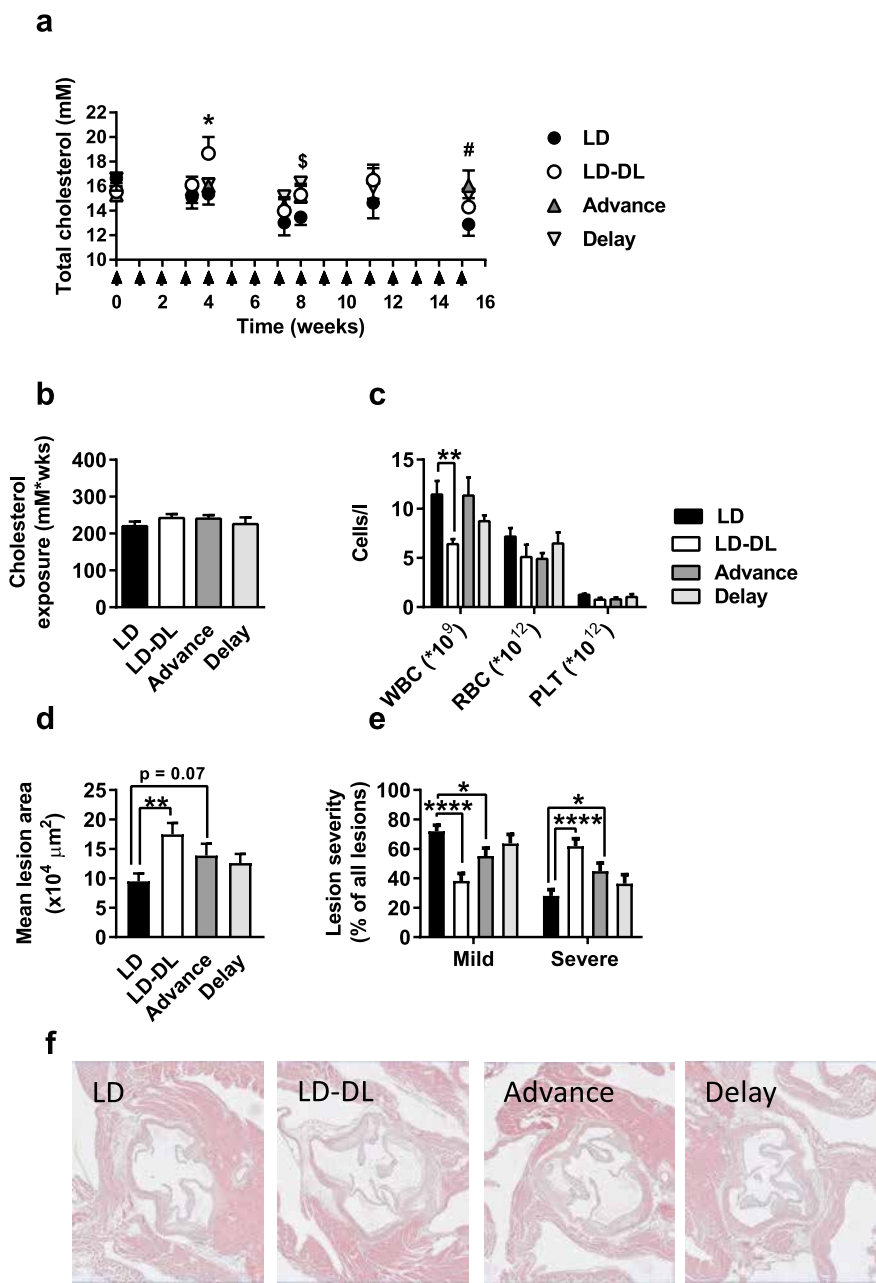 a
Total cholesterol (mM)
22
20
18
16
14
12
10
*
$
#
0 2 4 6 8 10 12 14 16
Time (weeks)
LD
LD-DL
Advance
Delay
b
Cholesterol
exposure (mM*wks)
400
300
200
100
0
LD
LD-DL
Advance
Delay
c
Cells/l
15
10
5
0
**
WBC (*10^9)
RBC (*10^12)
PLT (*10^12)
LD
LD-DL
Advance
Delay
d
Mean lesion area
(x10^4 µm^2)
25
20
15
10
5
0
p = 0.07
**
LD
LD-DL
Advance
Delay
e
Lesion severity
(% of all lesions)
100
80
60
40
20
0
*
****
*
****
Mild
Severe
f
LD
LD-DL
Advance
Delay